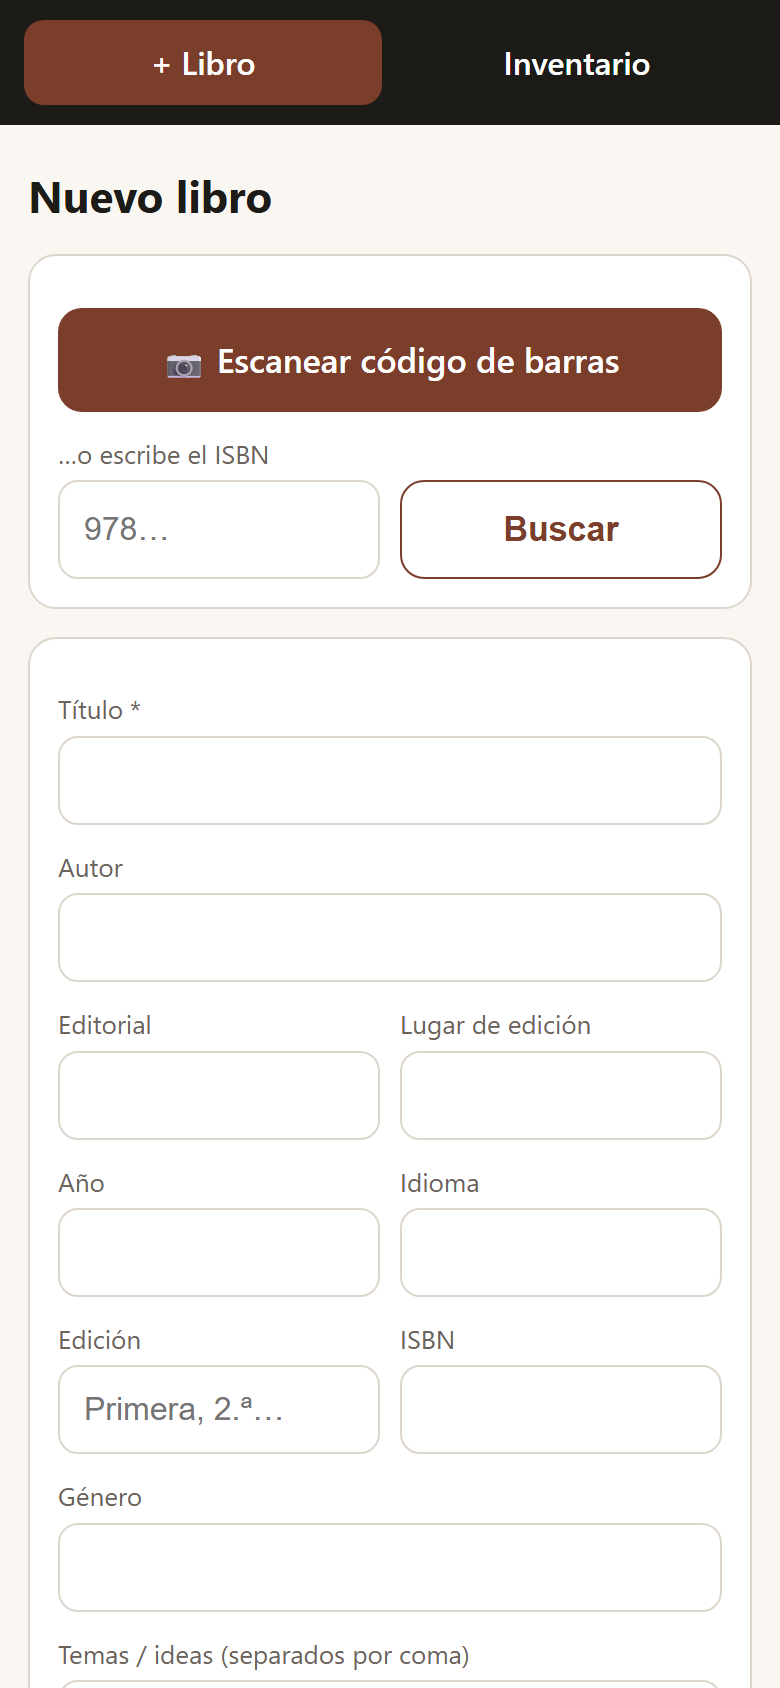 + Libro
Inventario
Nuevo libro
Escanear código de barras
...o escribe el ISBN
978...
Buscar
Título *
Autor
Editorial
Lugar de edición
Año
Idioma
Edición
ISBN
Primera, 2.ª...
Género
Temas / ideas (separados por coma)